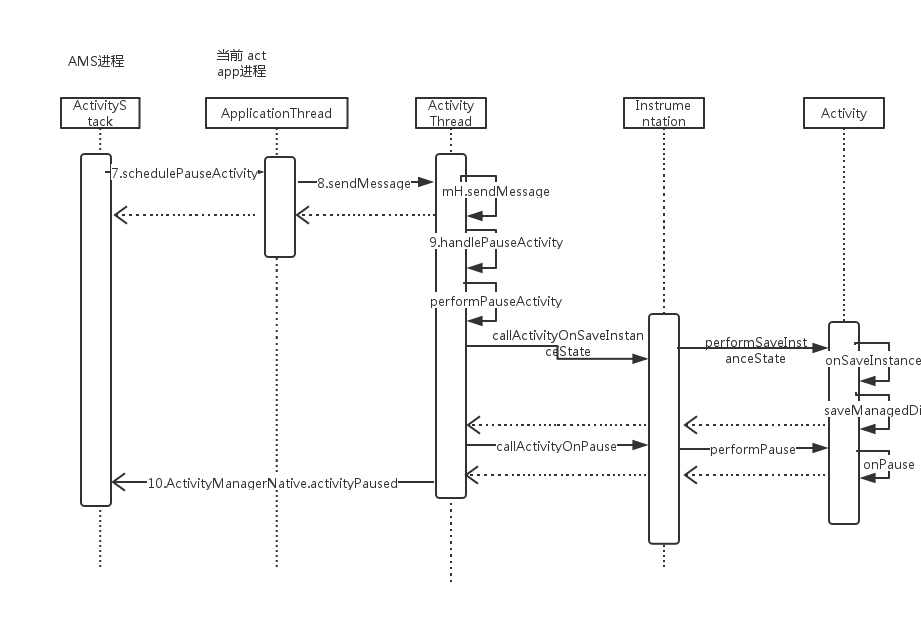 AMS进程
当前 act
app进程
ActivityS
tack
ApplicationThread
Activity
Thread
Instrume
ntation
Activity
7.schedulePauseActivity
8.sendMessage
mH.sendMessage
9.handlePauseActivity
performPauseActivity
callActivityOnSaveInstan
ceState
performSaveInst
anceState
onSaveInstance
saveManagedDi
callActivityOnPause
performPause
onPause
10.ActivityManagerNative.activityPaused